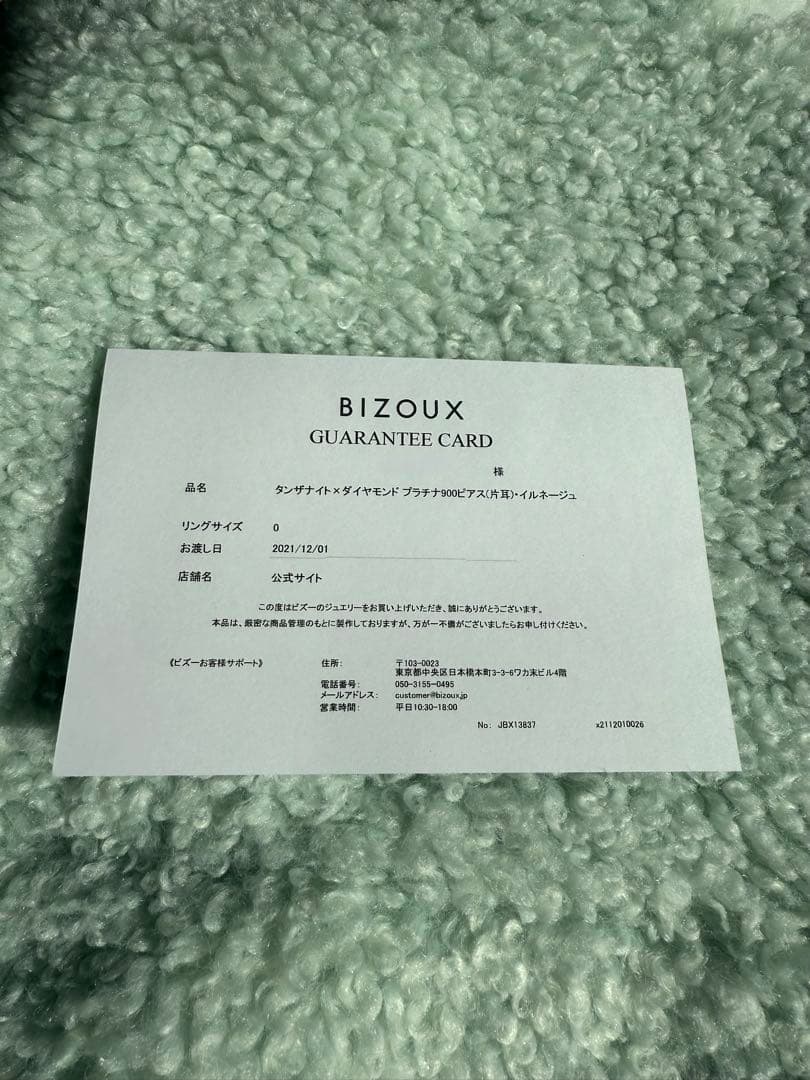 BIZOUX
GUARANTEE CARD
様
品名 タンザナイト×ダイヤモンド プラチナ900ピアス(片耳)・イルネージュ
リングサイズ 0
お渡し日 2021/12/01
店舗名 公式サイト
この度はビズーのジュエリーをお買い上げいただき、誠にありがとうございます。
本品は、厳密な商品管理のもとに製作しておりますが、万が一不備がございましたらお申し付けください。
《ビズーお客様サポート》 住所: 〒103-0023
東京都中央区日本橋本町3-3-6ワカ末ビル4階
電話番号: 050-3155-0495
メールアドレス: customer@bizoux.jp
営業時間: 平日10:30-18:00
No: JBX13837 x2112010026